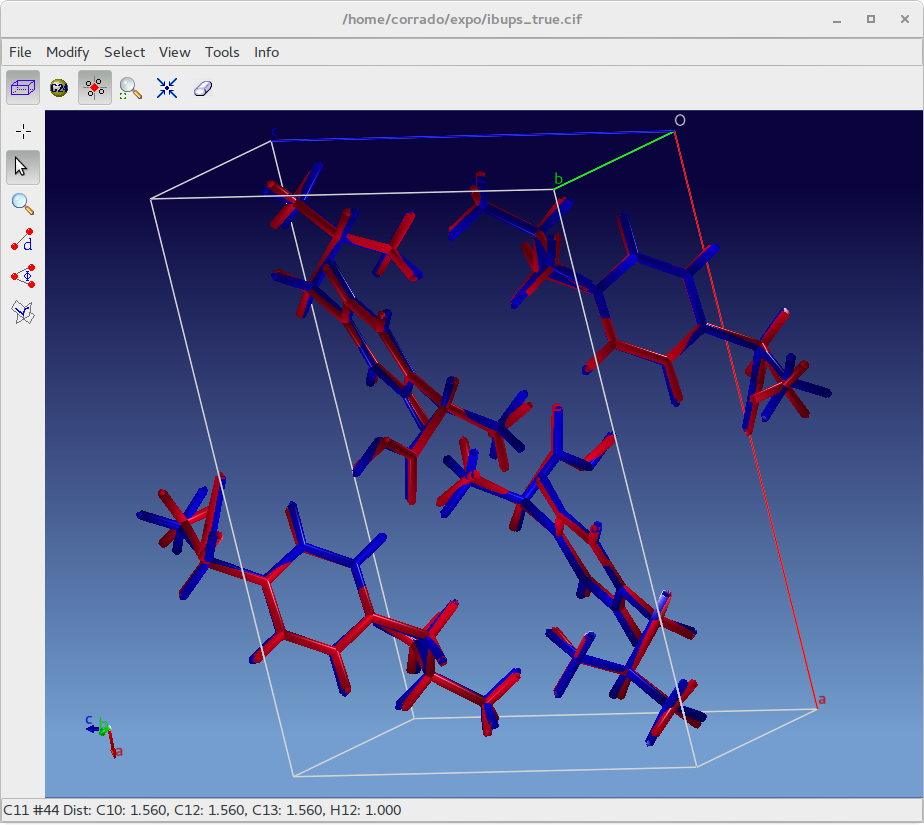 /home/corrado/expo/ibups_true.cif
File Modify Select View Tools Info
C24
d
c
O
b
a
c
b
a
C11 #44 Dist: C10: 1.560, C12: 1.560, C13: 1.560, H12: 1.000